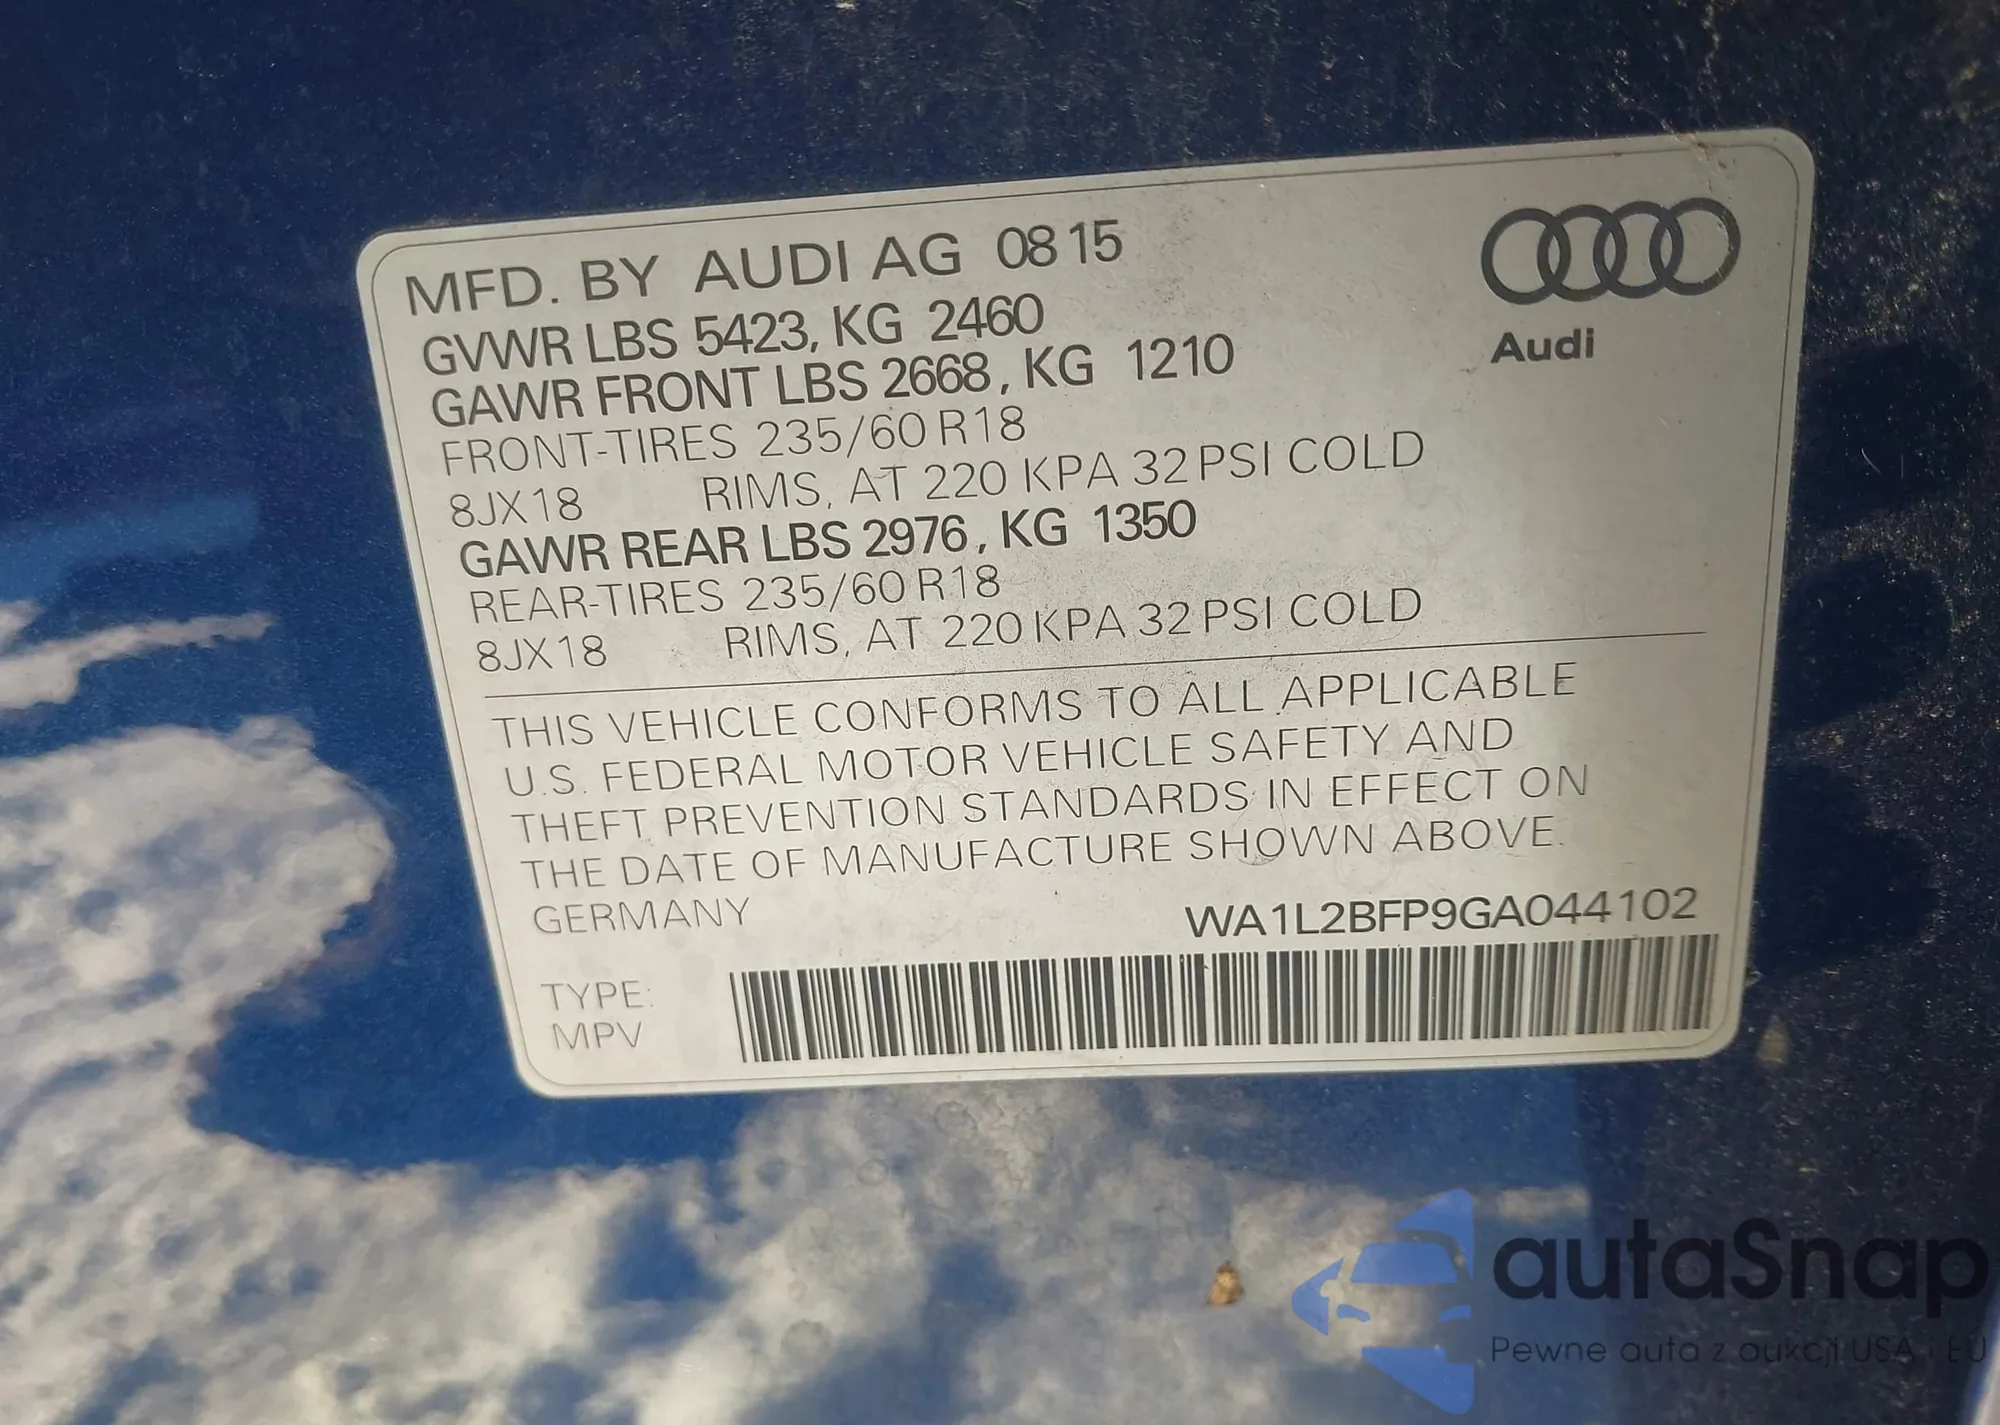 MFD. BY AUDI AG 08 15
GVWR LBS 5423, KG 2460
GAWR FRONT LBS 2668, KG 1210
FRONT-TIRES 235/60 R18
8JX18 RIMS, AT 220 KPA 32 PSI COLD
GAWR REAR LBS 2976, KG 1350
REAR-TIRES 235/60 R18
8JX18 RIMS, AT 220 KPA 32 PSI COLD
Audi
THIS VEHICLE CONFORMS TO ALL APPLICABLE
U.S. FEDERAL MOTOR VEHICLE SAFETY AND
THEFT PREVENTION STANDARDS IN EFFECT ON
THE DATE OF MANUFACTURE SHOWN ABOVE.
GERMANY WA1L2BFP9GA044102
TYPE:
MPV
autaSnap
Pewne auta z aukcji USA i EU